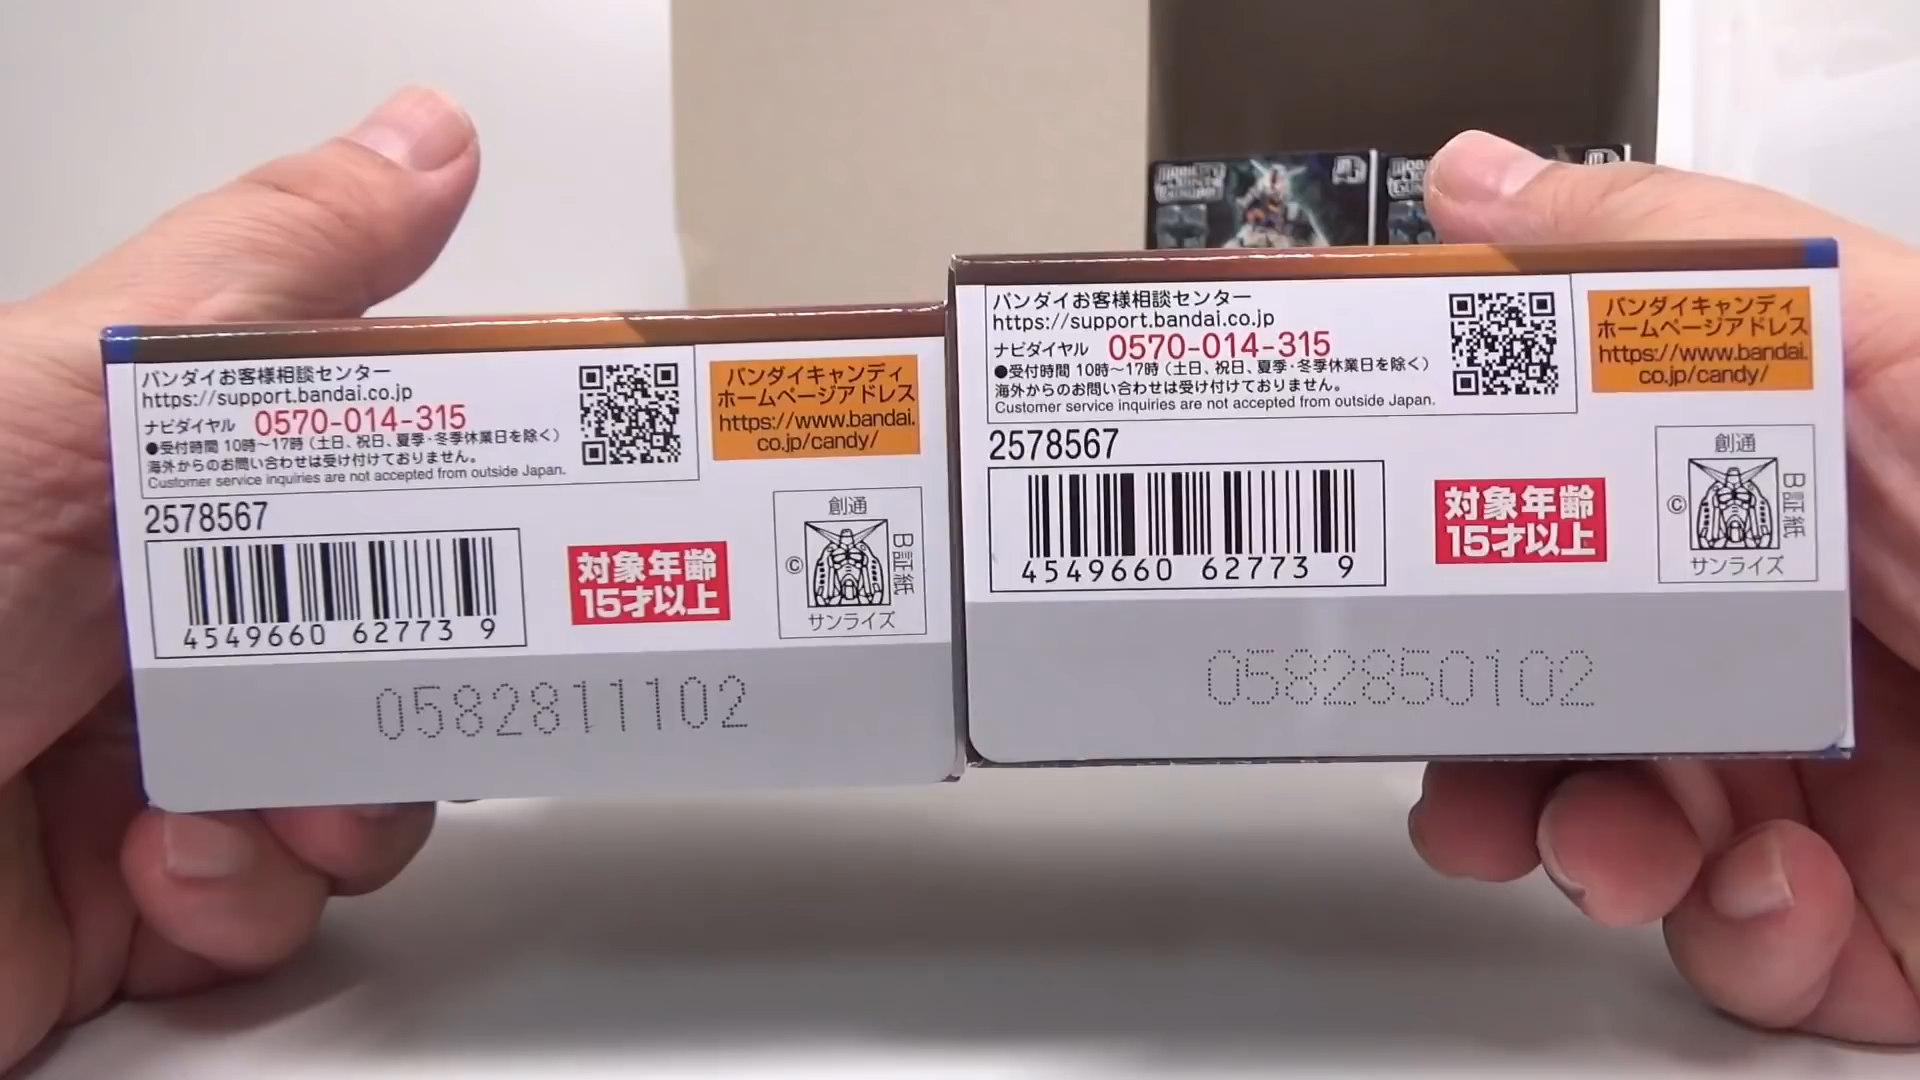 バンダイお客様相談センター
https://support.bandai.co.jp
ナビダイヤル 0570-014-315
●受付時間 10時～17時（土日、祝日、夏季・冬季休業日を除く）
海外からのお問い合わせは受け付けておりません。
Customer service inquiries are not accepted from outside Japan.
バンダイキャンディ
ホームページアドレス
https://www.bandai.
co.jp/candy/
2578567
4549660 62773 9
対象年齢
15才以上
創通
©
B証紙
サンライズ
0582811102
バンダイお客様相談センター
https://support.bandai.co.jp
ナビダイヤル 0570-014-315
●受付時間 10時～17時（土日、祝日、夏季・冬季休業日を除く）
海外からのお問い合わせは受け付けておりません。
Customer service inquiries are not accepted from outside Japan.
バンダイキャンディ
ホームページアドレス
https://www.bandai.
co.jp/candy/
2578567
4549660 62773 9
対象年齢
15才以上
創通
©
B証紙
サンライズ
0582850102